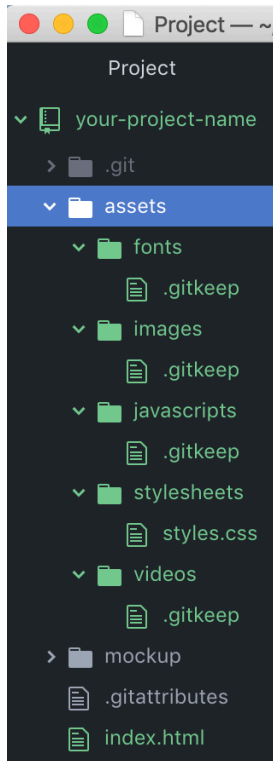 Project — ~
Project
your-project-name
.git
assets
fonts
.gitkeep
images
.gitkeep
javascripts
.gitkeep
stylesheets
styles.css
videos
.gitkeep
mockup
.gitattributes
index.html